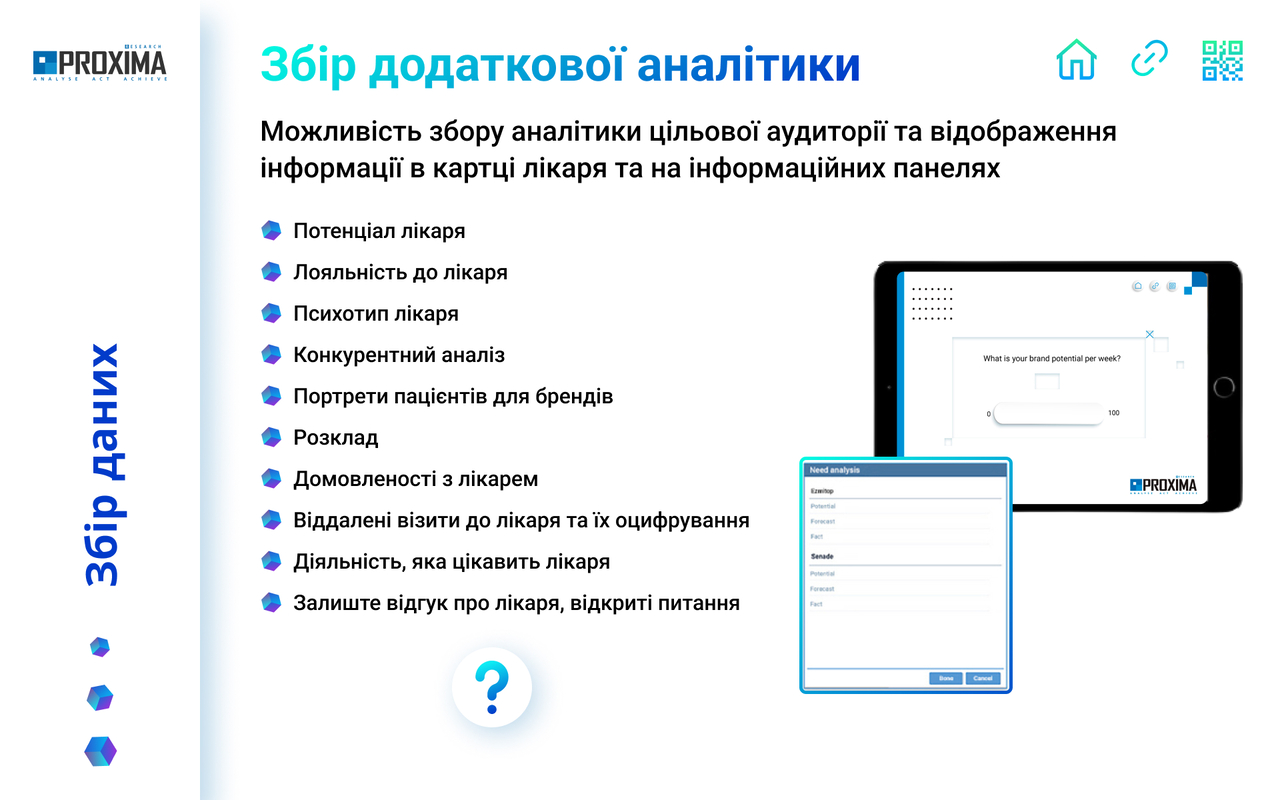 RESEARCH
PROXIMA
ANALYSE ACT ACHIEVE
Збір даних
Збір додаткової аналітики
Можливість збору аналітики цільової аудиторії та відображення
інформації в картці лікаря та на інформаційних панелях
Потенціал лікаря
Лояльність до лікаря
Психотип лікаря
Конкурентний аналіз
Портрети пацієнтів для брендів
Розклад
Домовленості з лікарем
Віддалені візити до лікаря та їх оцифрування
Діяльність, яка цікавить лікаря
Залиште відгук про лікаря, відкриті питання
?
What is your brand potential per week?
0
100
PROXIMA
Need analysis
Potential
Forecast
Fact
Senade
Potential
Forecast
Fact
Done
Cancel